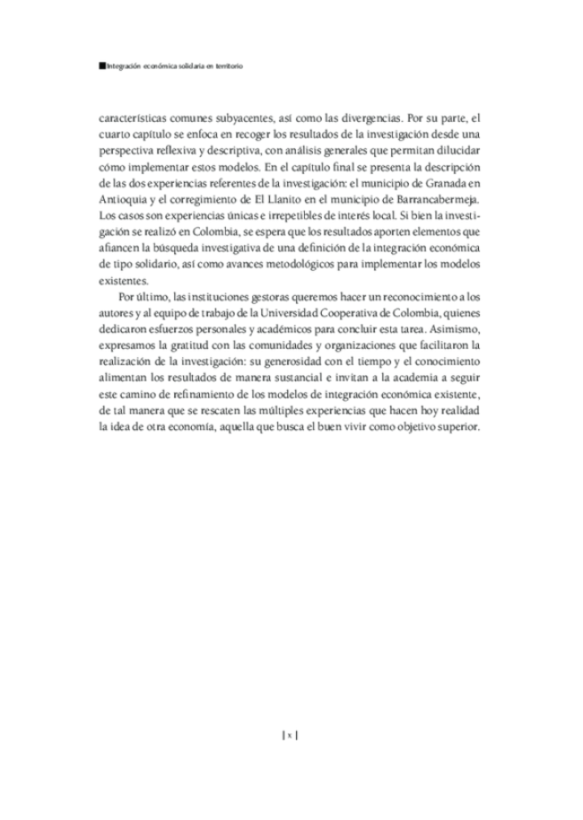 Integración económica solidaria en territorio
características comunes subyacentes, así como las divergencias. Por su parte, el
cuarto capítulo se enfoca en recoger los resultados de la investigación desde una
perspectiva reflexiva y descriptiva, con análisis generales que permitan dilucidar
cómo implementar estos modelos. En el capítulo final se presenta la descripción
de las dos experiencias referentes de la investigación: el municipio de Granada en
Antioquia y el corregimiento de El Llanito en el municipio de Barrancabermeja.
Los casos son experiencias únicas e irrepetibles de interés local. Si bien la investi-
gación se realizó en Colombia, se espera que los resultados aporten elementos que
afiancen la búsqueda investigativa de una definición de la integración económica
de tipo solidario, así como avances metodológicos para implementar los modelos
existentes.
Por último, las instituciones gestoras queremos hacer un reconocimiento a los
autores y al equipo de trabajo de la Universidad Cooperativa de Colombia, quienes
dedicaron esfuerzos personales y académicos para concluir esta tarea. Asimismo,
expresamos la gratitud con las comunidades y organizaciones que facilitaron la
realización de la investigación: su generosidad con el tiempo y el conocimiento
alimentan los resultados de manera sustancial e invitan a la academia a seguir
este camino de refinamiento de los modelos de integración económica existente,
de tal manera que se rescaten las múltiples experiencias que hacen hoy realidad
la idea de otra economía, aquella que busca el buen vivir como objetivo superior.
| x |